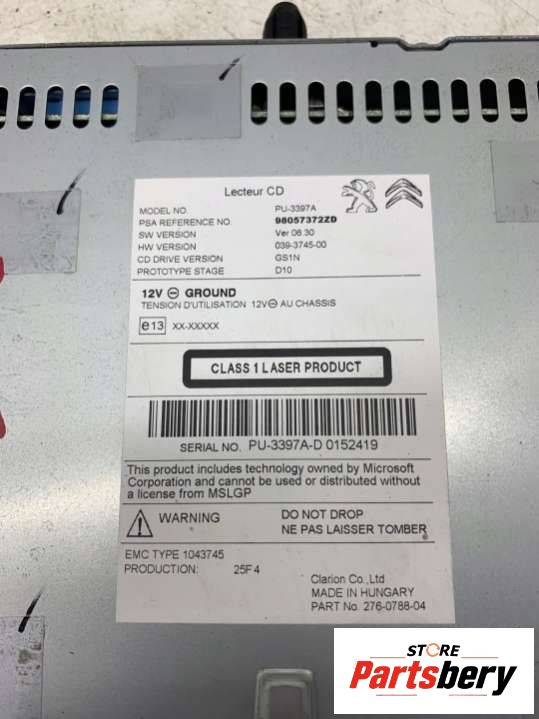 Lecteur CD
MODEL NO. PU-3397A
PSA REFERENCE NO. 98057372ZD
SW VERSION Ver 06.30
HW VERSION 039-3745-00
CD DRIVE VERSION GS1N
PROTOTYPE STAGE D10
12V ⊖ GROUND
TENSION D'UTILISATION 12V⊖ AU CHASSIS
e13 XX-XXXXX
CLASS 1 LASER PRODUCT
SERIAL NO. PU-3397A-D 0152419
This product includes technology owned by Microsoft
Corporation and cannot be used or distributed without
a license from MSLGP
WARNING DO NOT DROP
NE PAS LAISSER TOMBER
EMC TYPE 1043745
PRODUCTION: 25F4
Clarion Co.,Ltd
MADE IN HUNGARY
PART No. 276-0788-04
STORE
Partsbery